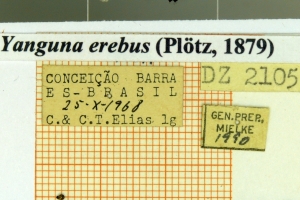 Yanguna erebus (Plötz, 1879)
CONCEIÇÃO BARRA
ES-BRASIL
25-X-1968
C. & C.T. Elias lg
DZ 2105
GEN. PREP.
MIELKE
1990